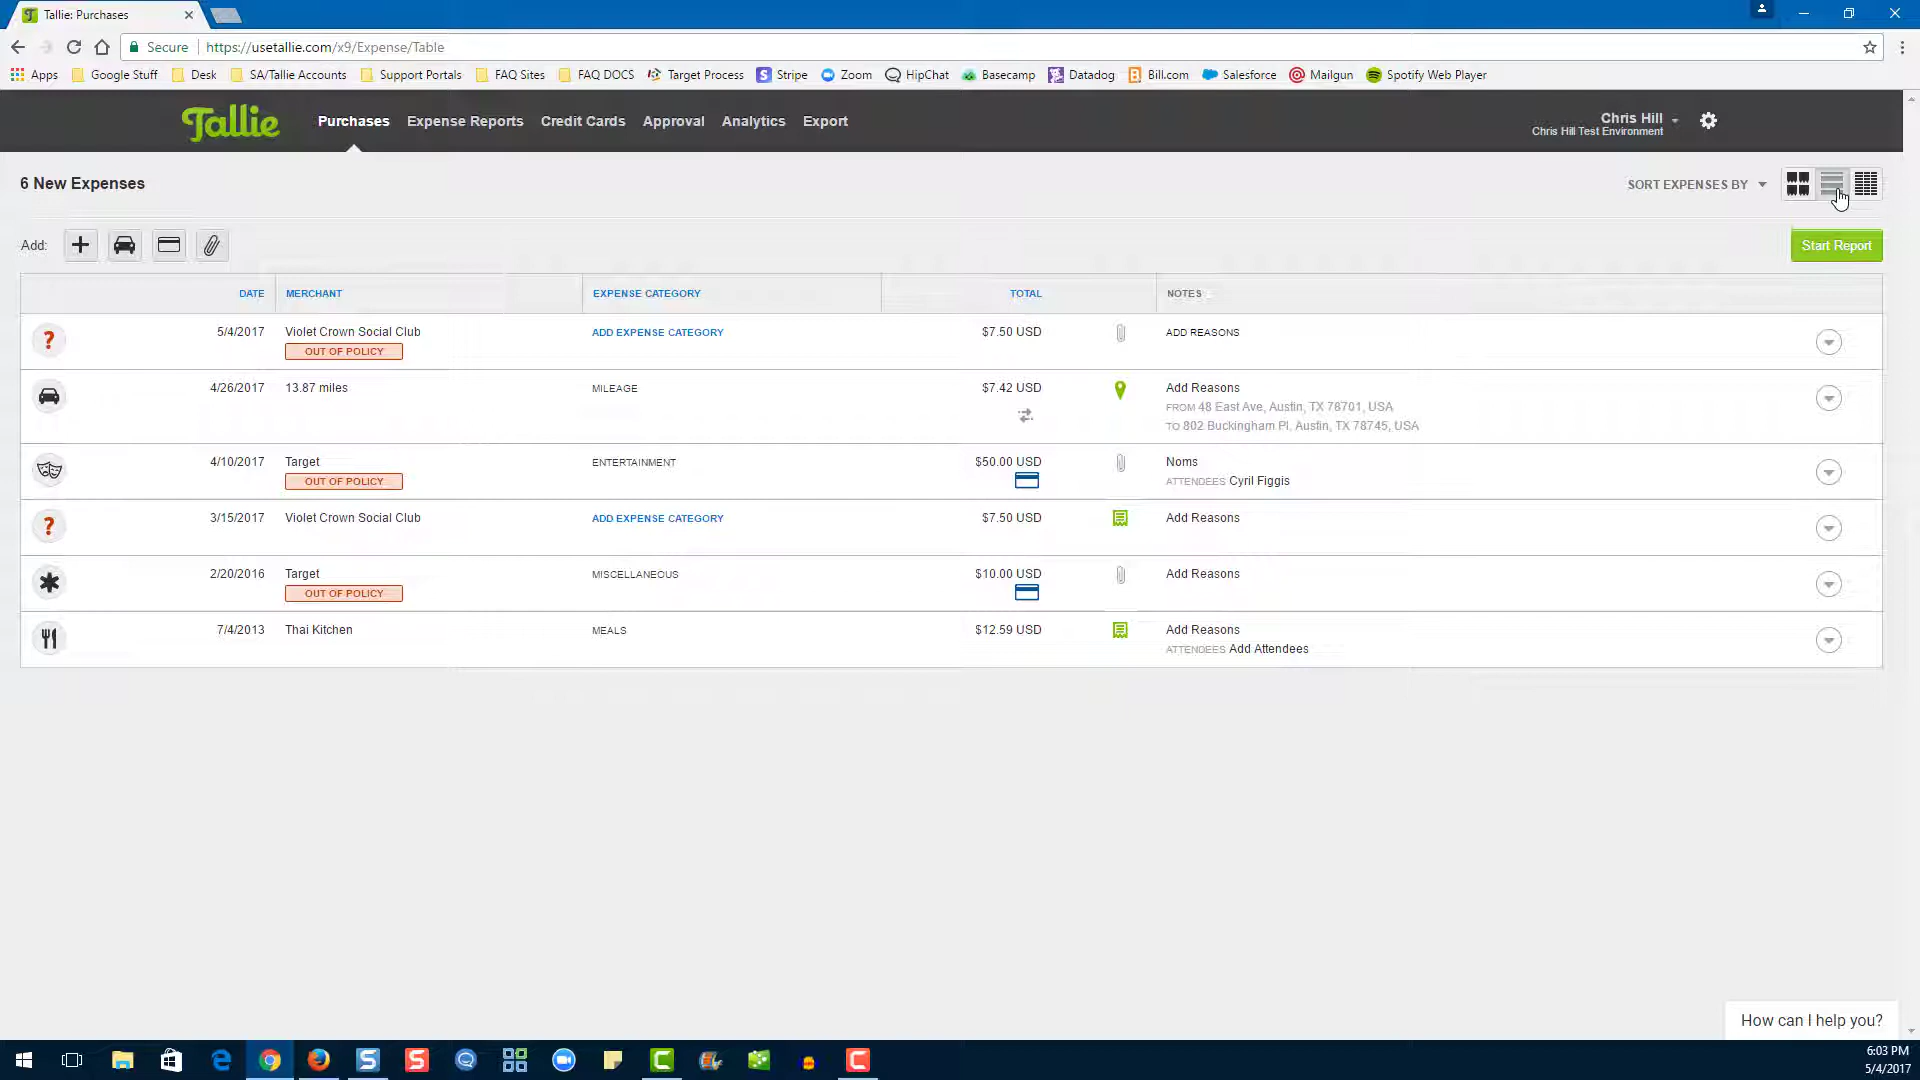 Tallie: Purchases
Secure https://usetallie.com/x9/Expense/Table
Apps Google Stuff Desk SA/Tallie Accounts Support Portals FAQ Sites FAQ DOCS Target Process Stripe Zoom HipChat Basecamp Datadog Bill.com Salesforce Mailgun Spotify Web Player
Tallie Purchases Expense Reports Credit Cards Approval Analytics Export Chris Hill
Chris Hill Test Environment
6 New Expenses SORT EXPENSES BY
Add: Start Report
DATE MERCHANT EXPENSE CATEGORY TOTAL NOTES
5/4/2017 Violet Crown Social Club ADD EXPENSE CATEGORY $7.50 USD ADD REASONS
OUT OF POLICY
4/26/2017 13.87 miles MILEAGE $7.42 USD Add Reasons
FROM 48 East Ave, Austin, TX 78701, USA
TO 802 Buckingham Pl, Austin, TX 78745, USA
4/10/2017 Target ENTERTAINMENT $50.00 USD Noms
OUT OF POLICY ATTENDEES Cyril Figgis
3/15/2017 Violet Crown Social Club ADD EXPENSE CATEGORY $7.50 USD Add Reasons
2/20/2016 Target MISCELLANEOUS $10.00 USD Add Reasons
OUT OF POLICY
7/4/2013 Thai Kitchen MEALS $12.59 USD Add Reasons
ATTENDEES Add Attendees
How can I help you?
6:03 PM
5/4/2017